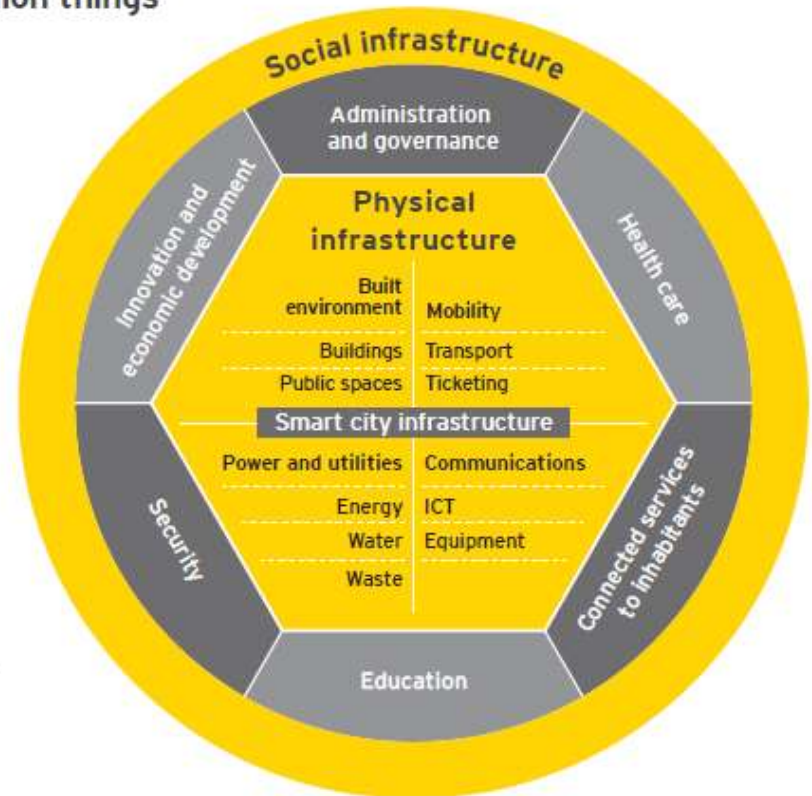 things
Social infrastructure
Administration
and governance
Health care
Connected services
to inhabitants
Education
Security
Innovation and
economic development
Physical
infrastructure
Built
environment
Mobility
Buildings
Transport
Public spaces
Ticketing
Smart city infrastructure
Power and utilities
Communications
Energy
ICT
Water
Equipment
Waste